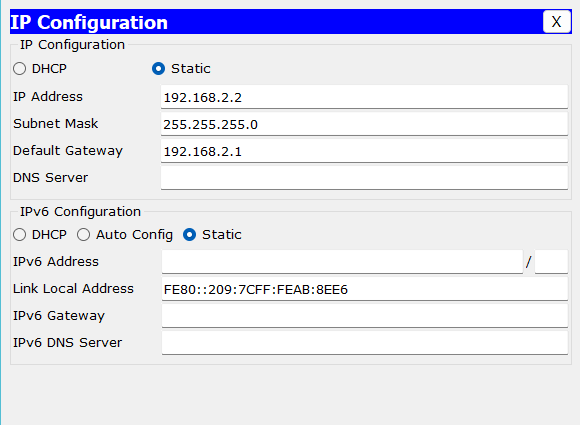 IP Configuration
X
IP Configuration
DHCP
Static
IP Address
192.168.2.2
Subnet Mask
255.255.255.0
Default Gateway
192.168.2.1
DNS Server
IPv6 Configuration
DHCP
Auto Config
Static
IPv6 Address
/
Link Local Address
FE80::209:7CFF:FEAB:8EE6
IPv6 Gateway
IPv6 DNS Server